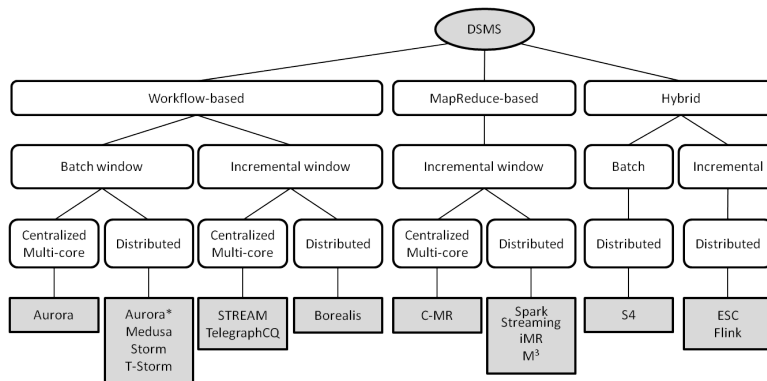 DSMS
Workflow-based
MapReduce-based
Hybrid
Batch window
Incremental window
Incremental window
Batch
Incremental
Centralized
Multi-core
Distributed
Centralized
Multi-core
Distributed
Centralized
Multi-core
Distributed
Distributed
Distributed
Aurora
Aurora*
Medusa
Storm
T-Storm
STREAM
TelegraphCQ
Borealis
C-MR
Spark
Streaming
iMR
M³
S4
ESC
Flink